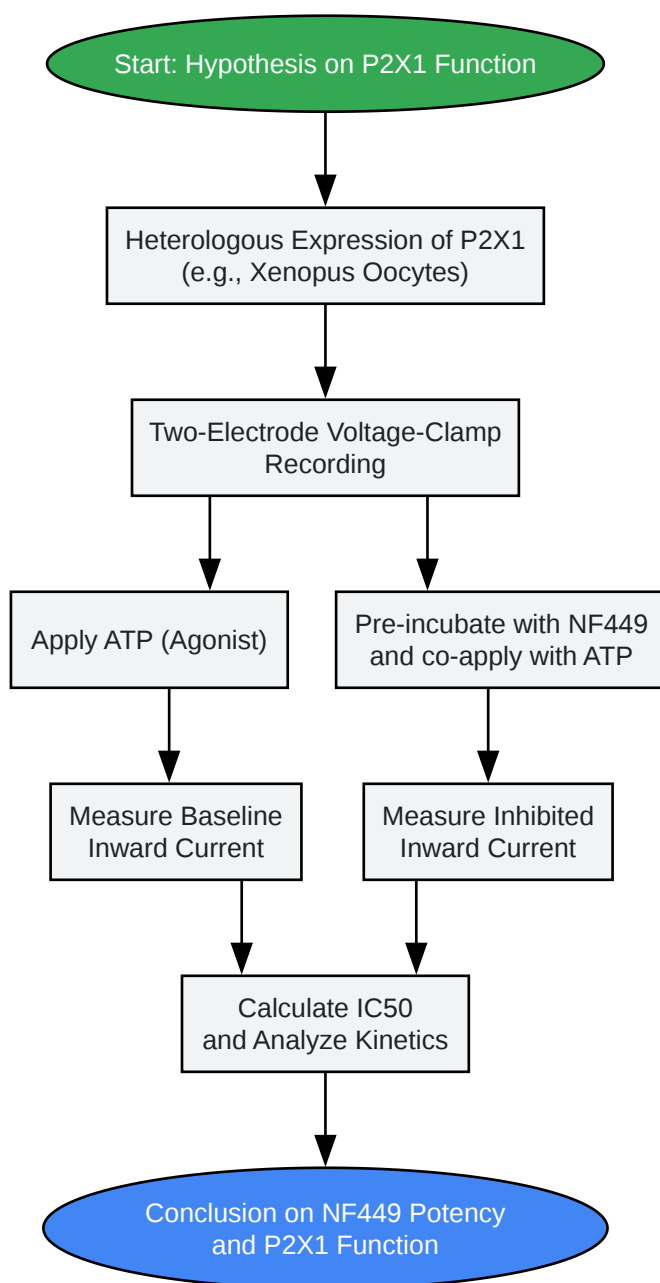 Start: Hypothesis on P2X1 Function
Heterologous Expression of P2X1
(e.g., Xenopus Oocytes)
Two-Electrode Voltage-Clamp
Recording
Apply ATP (Agonist)
Pre-incubate with NF449
and co-apply with ATP
Measure Baseline
Inward Current
Measure Inhibited
Inward Current
Calculate IC50
and Analyze Kinetics
Conclusion on NF449 Potency
and P2X1 Function